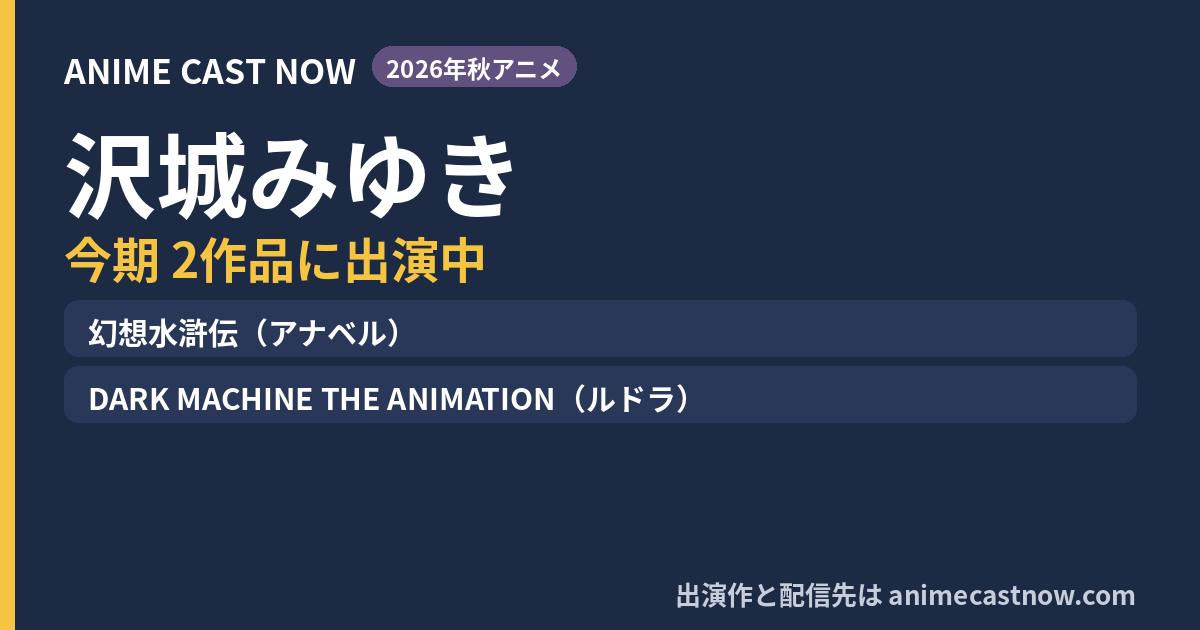 ANIME CAST NOW 2026年秋アニメ
沢城みゆき
今期 2作品に出演中
幻想水滸伝（アナベル）
DARK MACHINE THE ANIMATION（ルドラ）
出演作と配信先は animecastnow.com